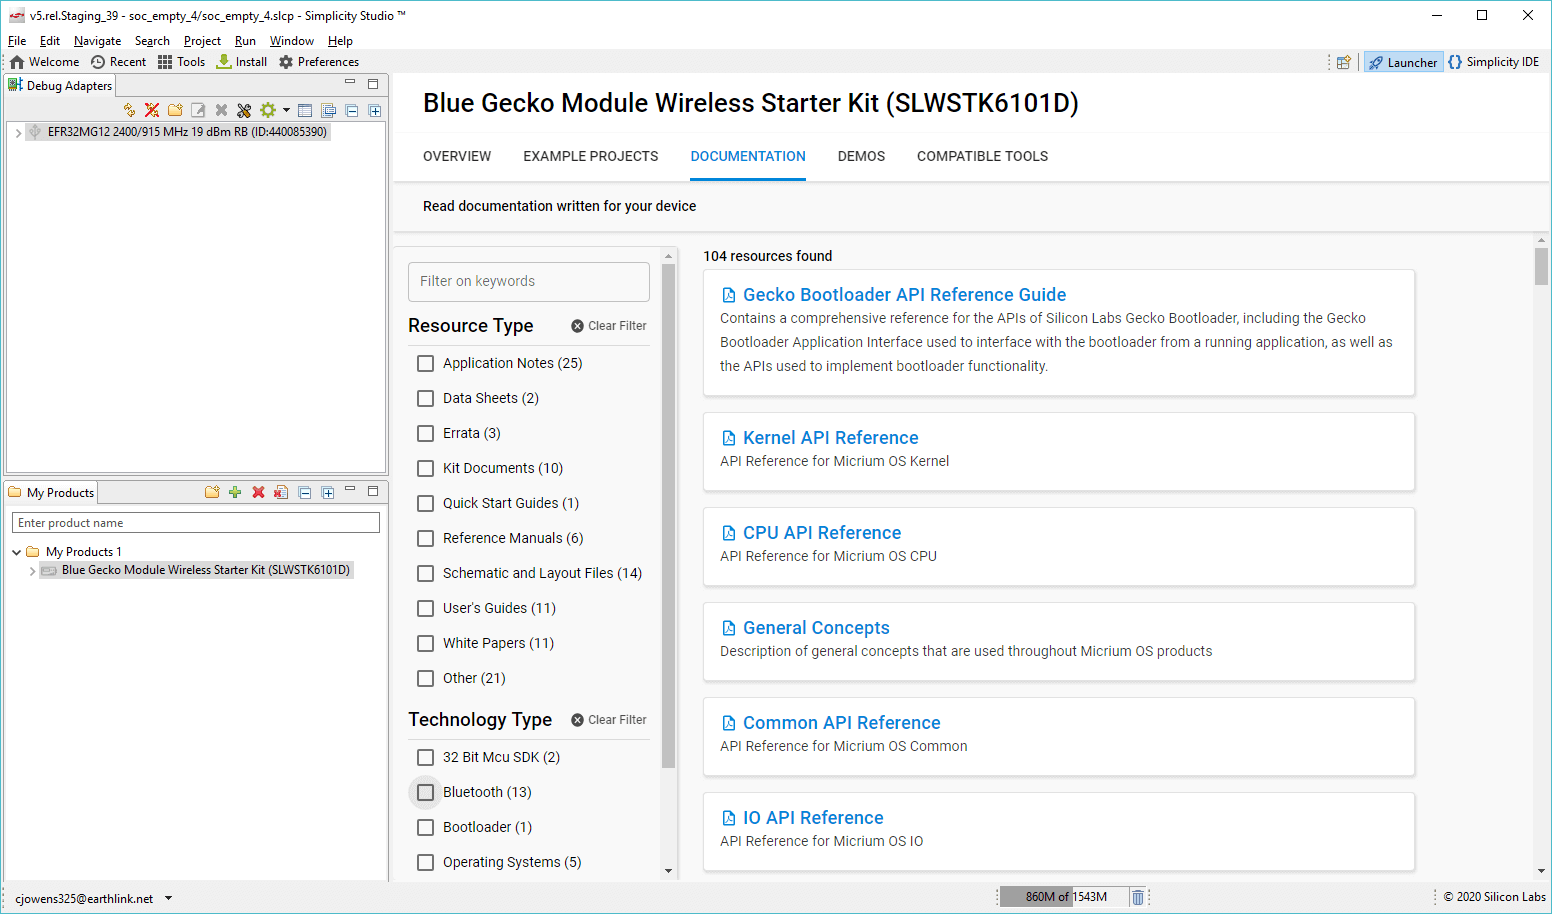 v5.rel.Staging_39 - soc_empty_4/soc_empty_4.slcp - Simplicity Studio ™
File Edit Navigate Search Project Run Window Help
Welcome Recent Tools Install Preferences Launcher Simplicity IDE
Debug Adapters
EFR32MG12 2400/915 MHz 19 dBm RB (ID:440085390)
My Products
Enter product name
My Products 1
Blue Gecko Module Wireless Starter Kit (SLWSTK6101D)
Blue Gecko Module Wireless Starter Kit (SLWSTK6101D)
OVERVIEW EXAMPLE PROJECTS DOCUMENTATION DEMOS COMPATIBLE TOOLS
Read documentation written for your device
Filter on keywords
Resource Type Clear Filter
Application Notes (25)
Data Sheets (2)
Errata (3)
Kit Documents (10)
Quick Start Guides (1)
Reference Manuals (6)
Schematic and Layout Files (14)
User's Guides (11)
White Papers (11)
Other (21)
Technology Type Clear Filter
32 Bit Mcu SDK (2)
Bluetooth (13)
Bootloader (1)
Operating Systems (5)
104 resources found
Gecko Bootloader API Reference Guide
Contains a comprehensive reference for the APIs of Silicon Labs Gecko Bootloader, including the Gecko
Bootloader Application Interface used to interface with the bootloader from a running application, as well as
the APIs used to implement bootloader functionality.
Kernel API Reference
API Reference for Micrium OS Kernel
CPU API Reference
API Reference for Micrium OS CPU
General Concepts
Description of general concepts that are used throughout Micrium OS products
Common API Reference
API Reference for Micrium OS Common
IO API Reference
API Reference for Micrium OS IO
cjowens325@earthlink.net 860M of 1543M © 2020 Silicon Labs